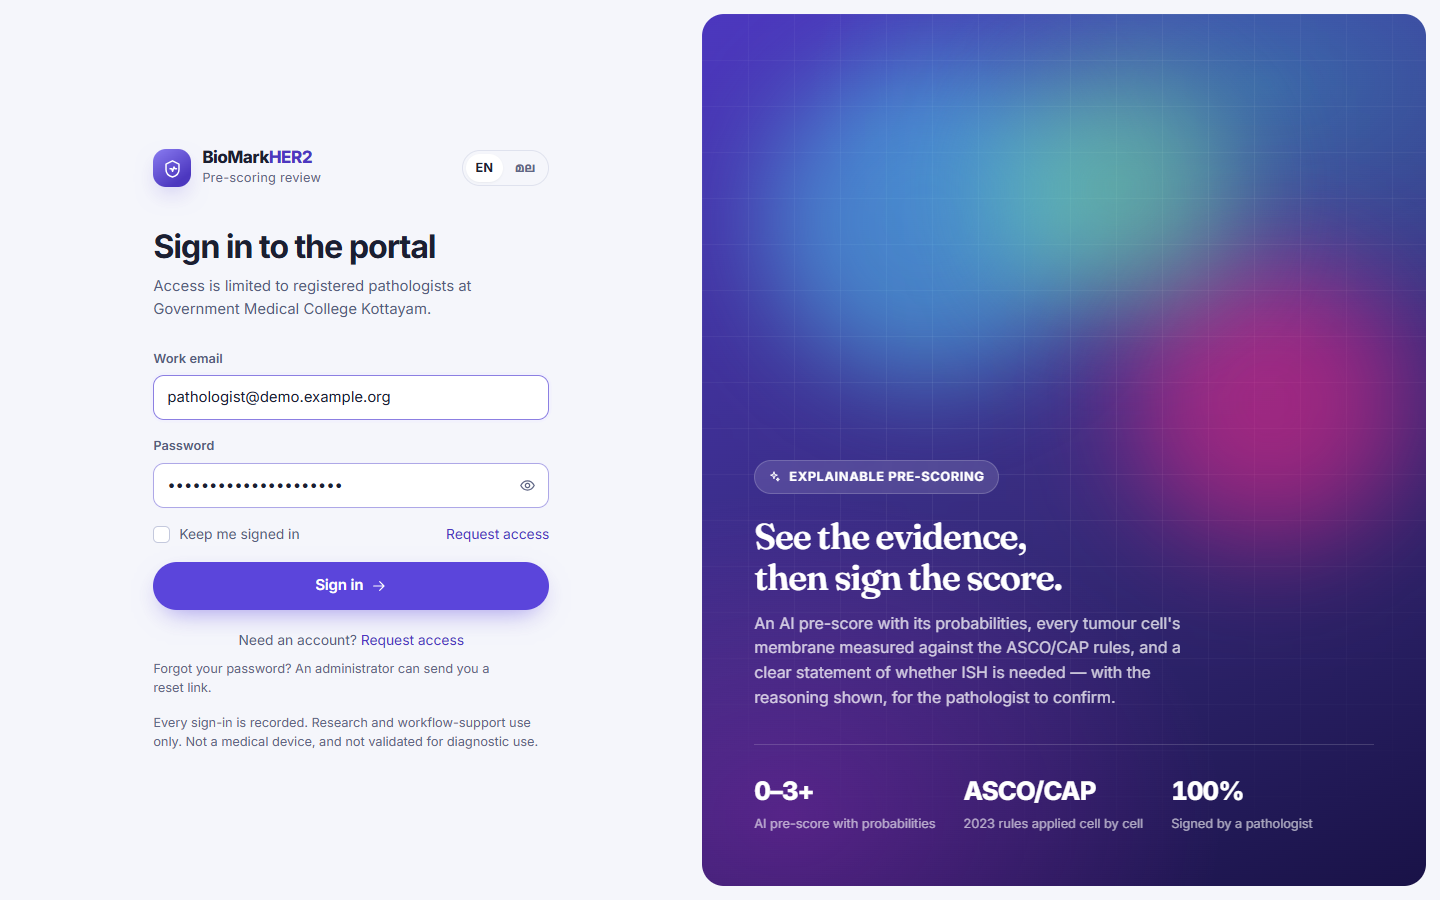 BioMarkHER2
Pre-scoring review
EN
മല
Sign in to the portal
Access is limited to registered pathologists at
Government Medical College Kottayam.
Work email
pathologist@demo.example.org
Password
••••••••••••••••••••
Keep me signed in
Request access
Sign in →
Need an account? Request access
Forgot your password? An administrator can send you a
reset link.
Every sign-in is recorded. Research and workflow-support use
only. Not a medical device, and not validated for diagnostic use.
EXPLAINABLE PRE-SCORING
See the evidence,
then sign the score.
An AI pre-score with its probabilities, every tumour cell's
membrane measured against the ASCO/CAP rules, and a
clear statement of whether ISH is needed — with the
reasoning shown, for the pathologist to confirm.
0–3+
AI pre-score with probabilities
ASCO/CAP
2023 rules applied cell by cell
100%
Signed by a pathologist